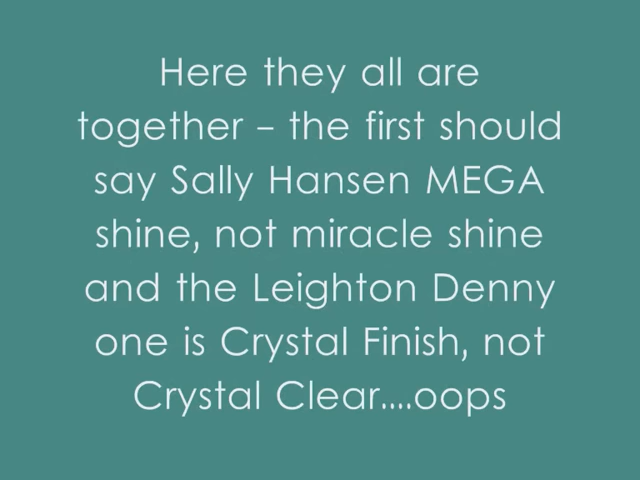 Here they all are
together - the first should
say Sally Hansen MEGA
shine, not miracle shine
and the Leighton Denny
one is Crystal Finish, not
Crystal Clear....oops